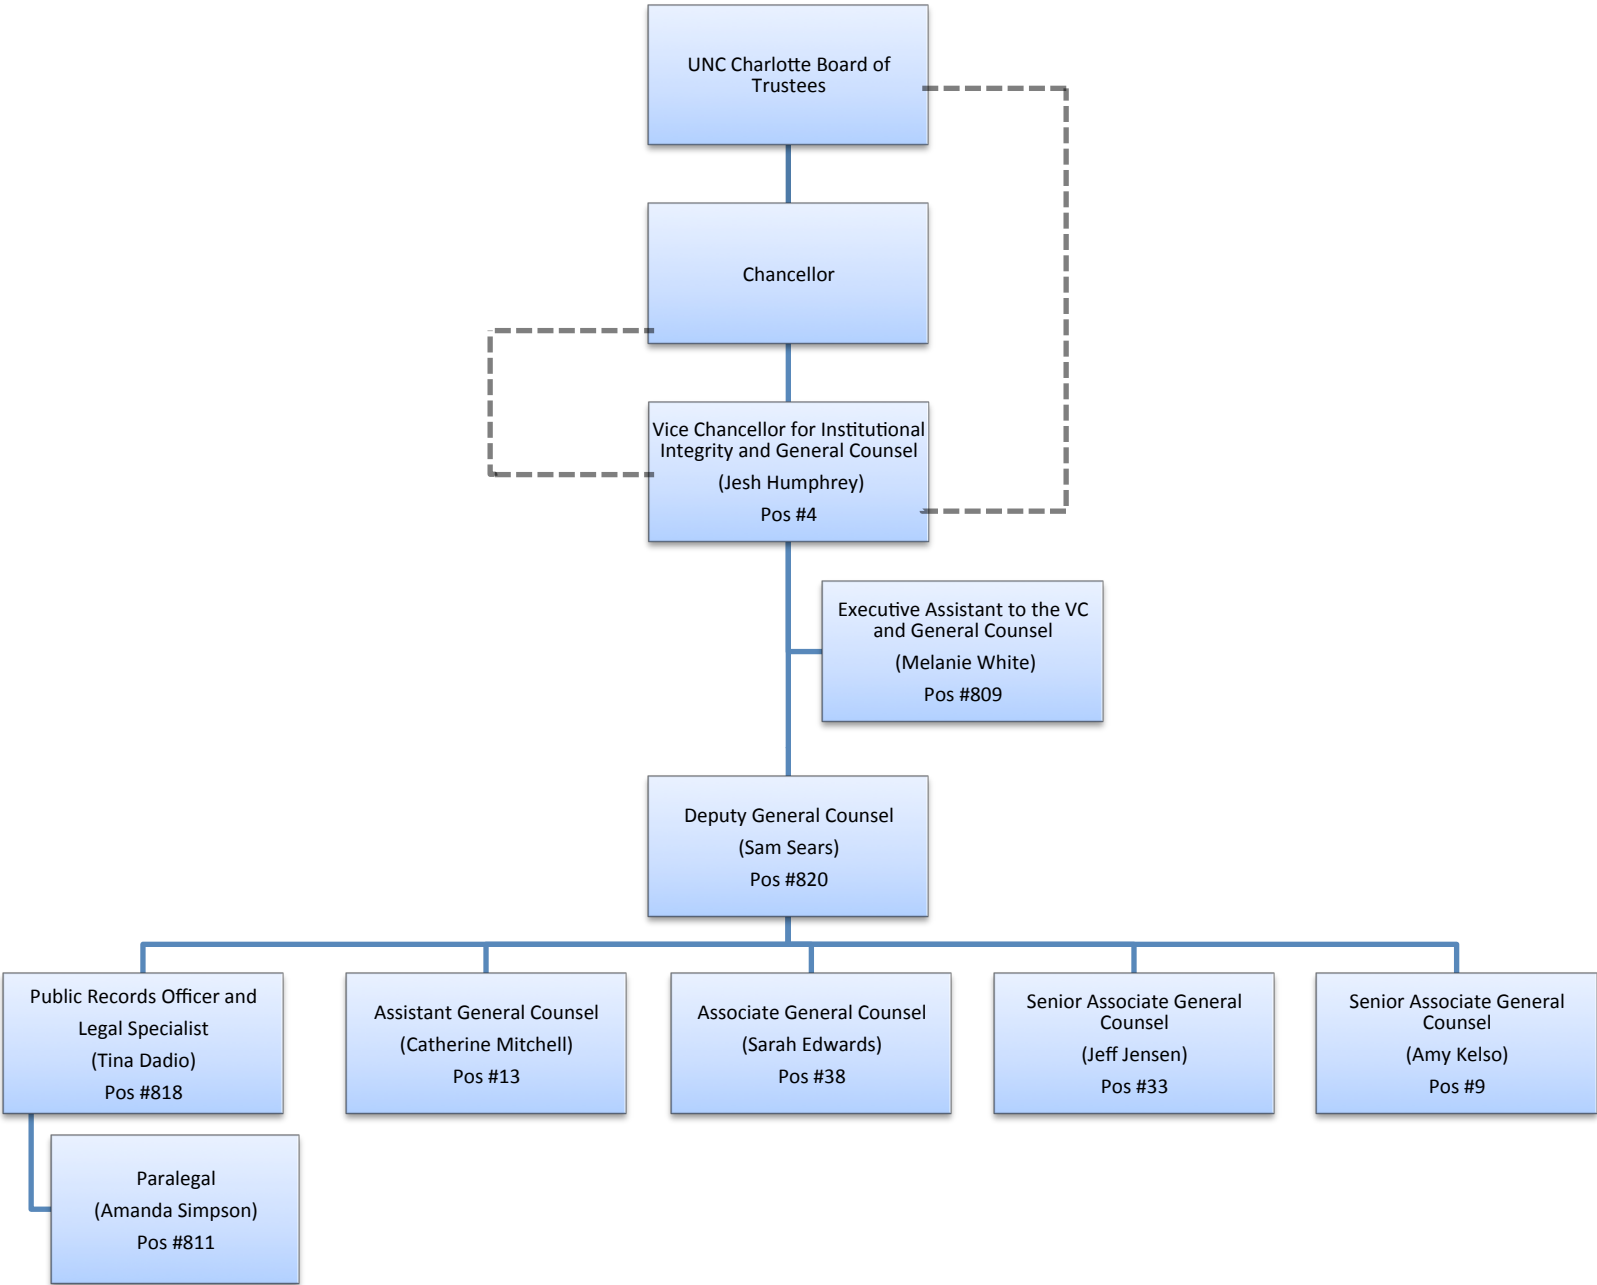 UNC Charlotte Board of
Trustees
Chancellor
Vice Chancellor for Institutional
Integrity and General Counsel
(Jesh Humphrey)
Pos #4
Executive Assistant to the VC
and General Counsel
(Melanie White)
Pos #809
Deputy General Counsel
(Sam Sears)
Pos #820
Public Records Officer and
Legal Specialist
(Tina Dadio)
Pos #818
Assistant General Counsel
(Catherine Mitchell)
Pos #13
Associate General Counsel
(Sarah Edwards)
Pos #38
Senior Associate General
Counsel
(Jeff Jensen)
Pos #33
Senior Associate General
Counsel
(Amy Kelso)
Pos #9
Paralegal
(Amanda Simpson)
Pos #811